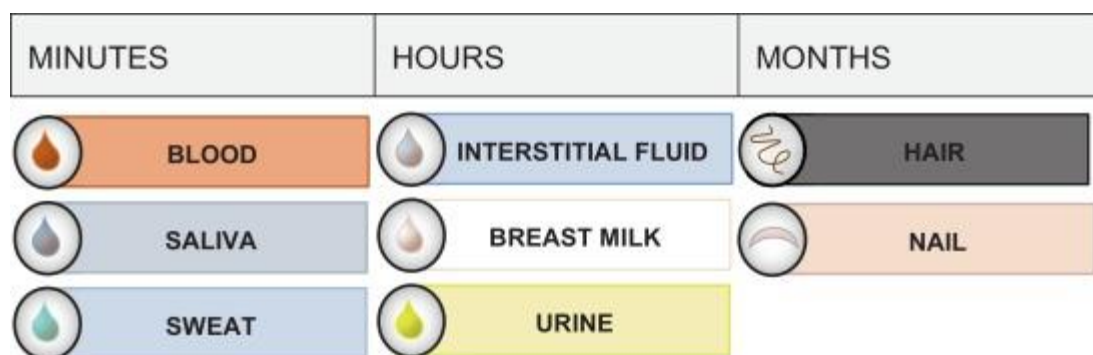 MINUTES
HOURS
MONTHS
BLOOD
INTERSTITIAL FLUID
HAIR
SALIVA
BREAST MILK
NAIL
SWEAT
URINE